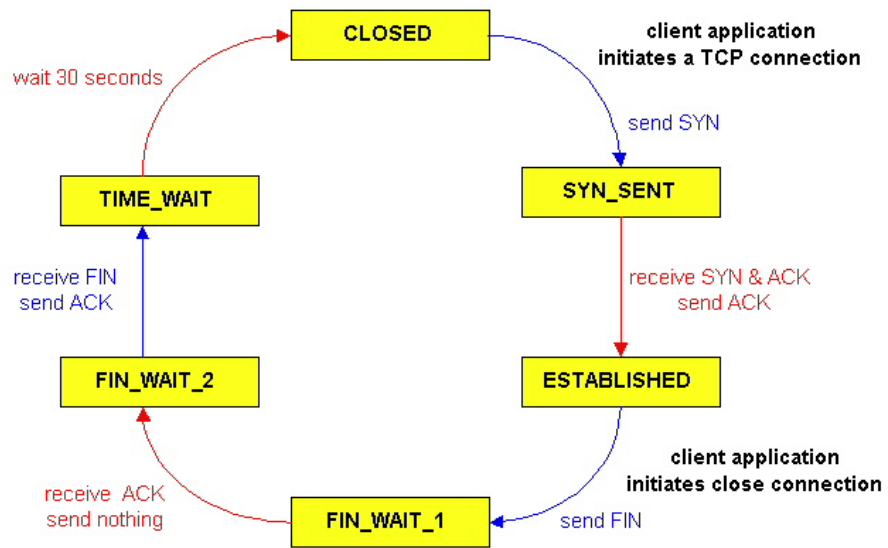 CLOSED
client application
initiates a TCP connection
wait 30 seconds
send SYN
TIME_WAIT
SYN_SENT
receive FIN
send ACK
receive SYN & ACK
send ACK
FIN_WAIT_2
ESTABLISHED
client application
initiates close connection
receive ACK
send nothing
FIN_WAIT_1
send FIN